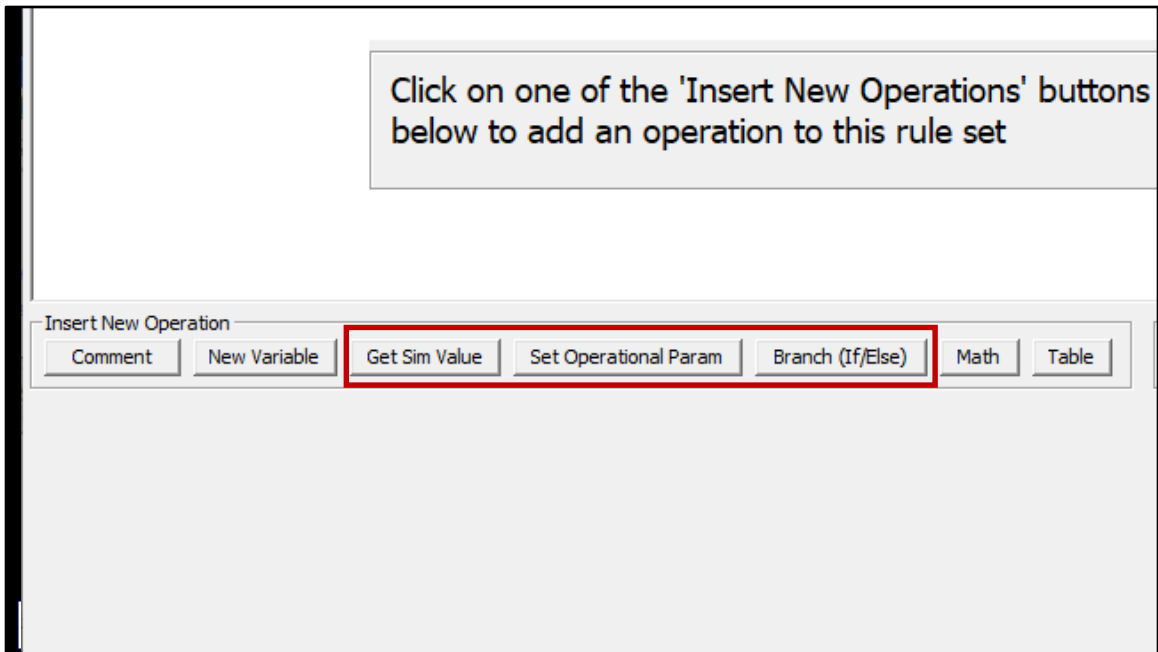 Click on one of the 'Insert New Operations' buttons
below to add an operation to this rule set
Insert New Operation
Comment New Variable Get Sim Value Set Operational Param Branch (If/Else) Math Table